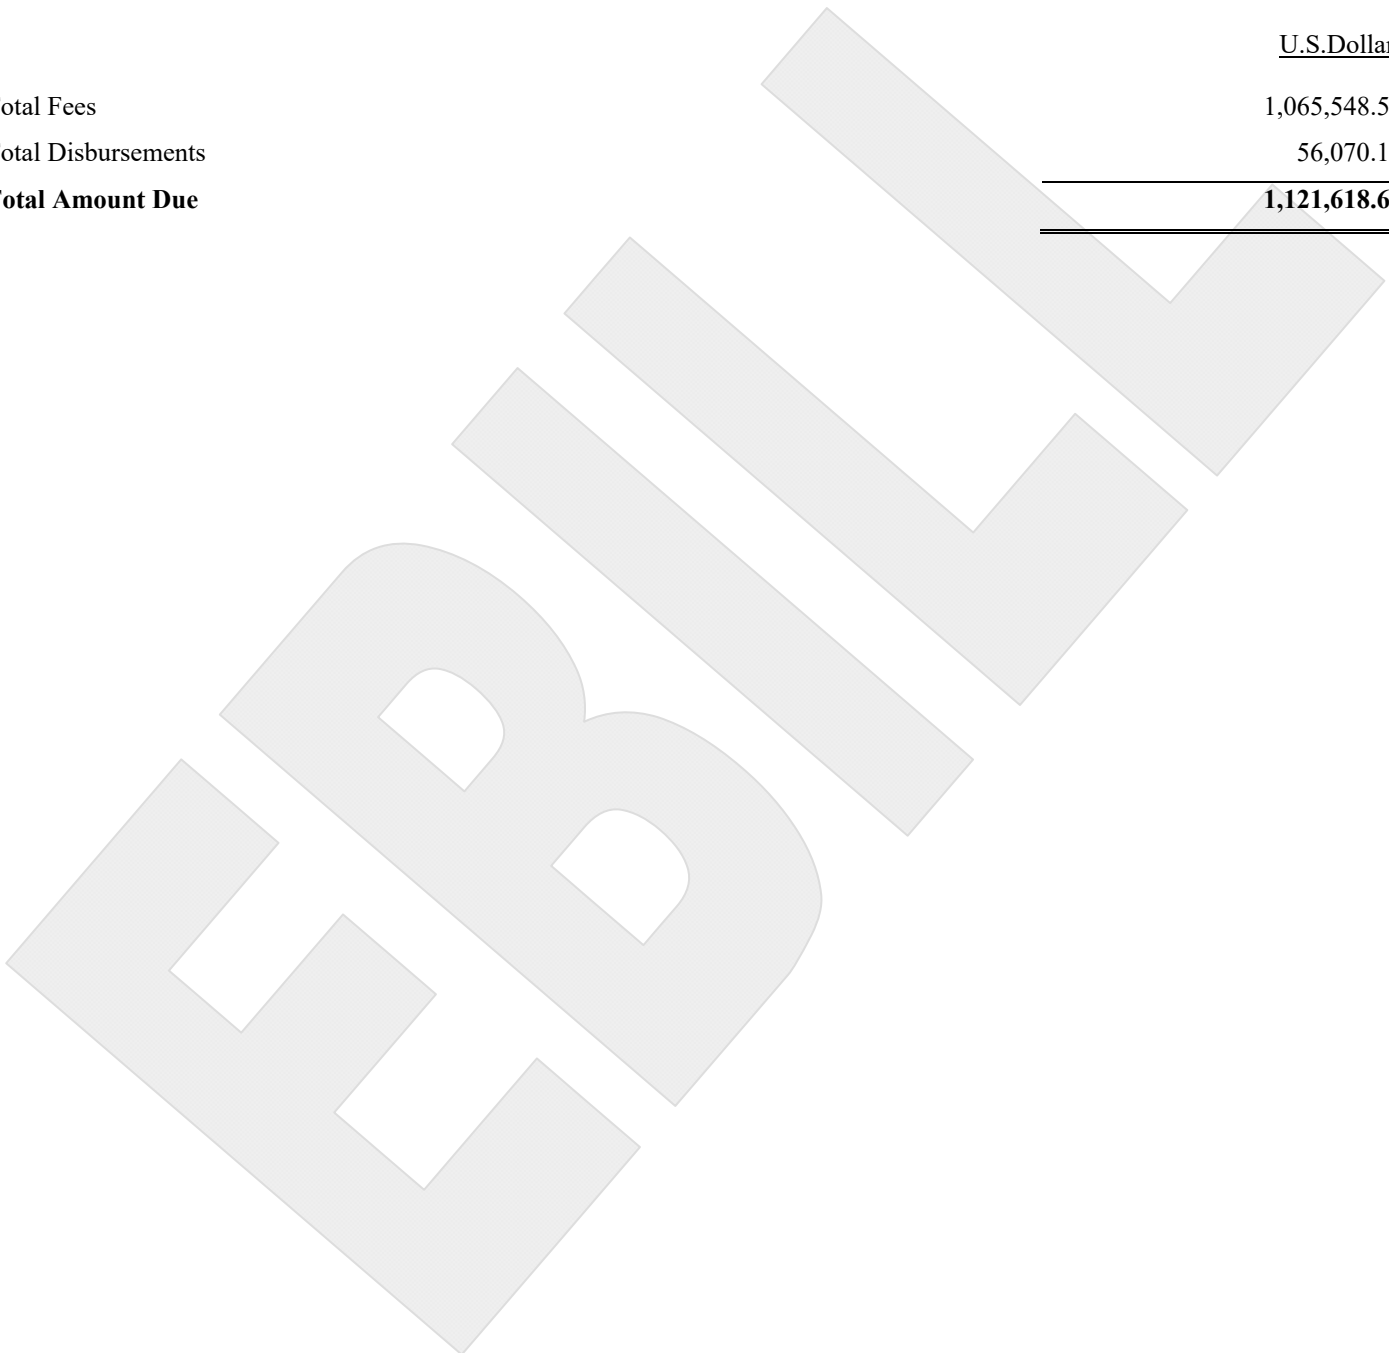 U.S.Dollar
otal Fees 1,065,548.5
otal Disbursements 56,070.1
otal Amount Due 1,121,618.6
EBILL